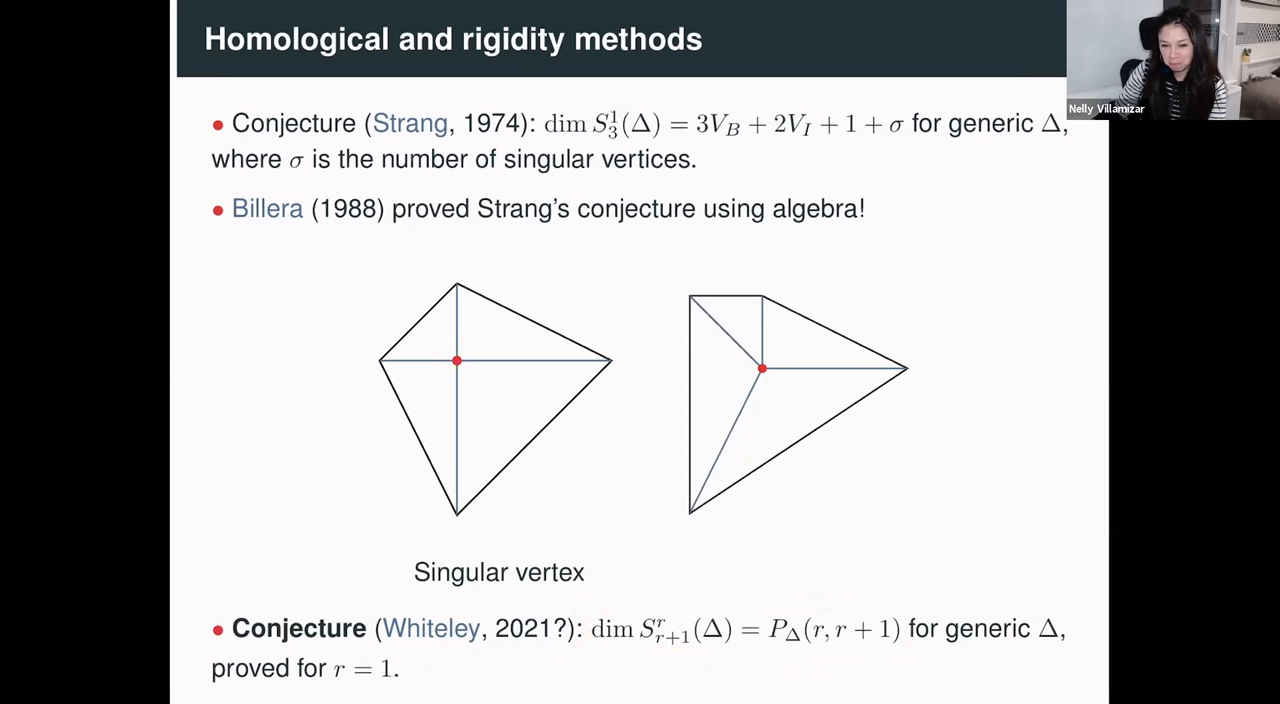 Homological and rigidity methods
Nelly Villamizar
• Conjecture (Strang, 1974): dim S₃¹(Δ) = 3V_B + 2V_I + 1 + σ for generic Δ,
where σ is the number of singular vertices.
• Billera (1988) proved Strang's conjecture using algebra!
Singular vertex
• Conjecture (Whiteley, 2021?): dim Sʳᵣ₊₁(Δ) = P_Δ(r, r + 1) for generic Δ,
proved for r = 1.